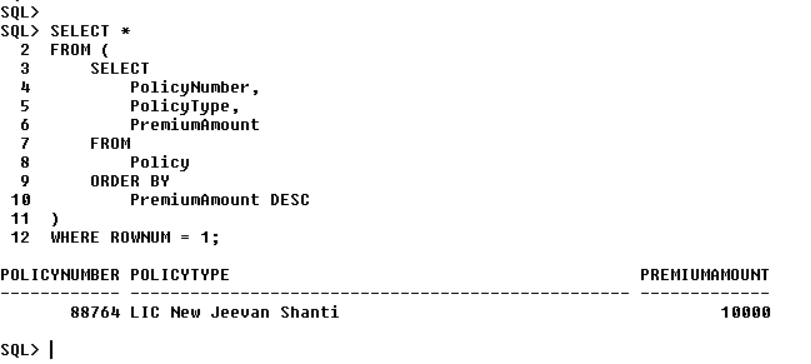 SQL>
SQL> SELECT *
  2  FROM (
  3      SELECT
  4          PolicyNumber,
  5          PolicyType,
  6          PremiumAmount
  7      FROM
  8          Policy
  9      ORDER BY
 10          PremiumAmount DESC
 11  )
 12  WHERE ROWNUM = 1;
POLICYNUMBER POLICYTYPE                                         PREMIUMAMOUNT
------------ -------------------------------------------------- -------------
       88764 LIC New Jeevan Shanti                                      10000
SQL>